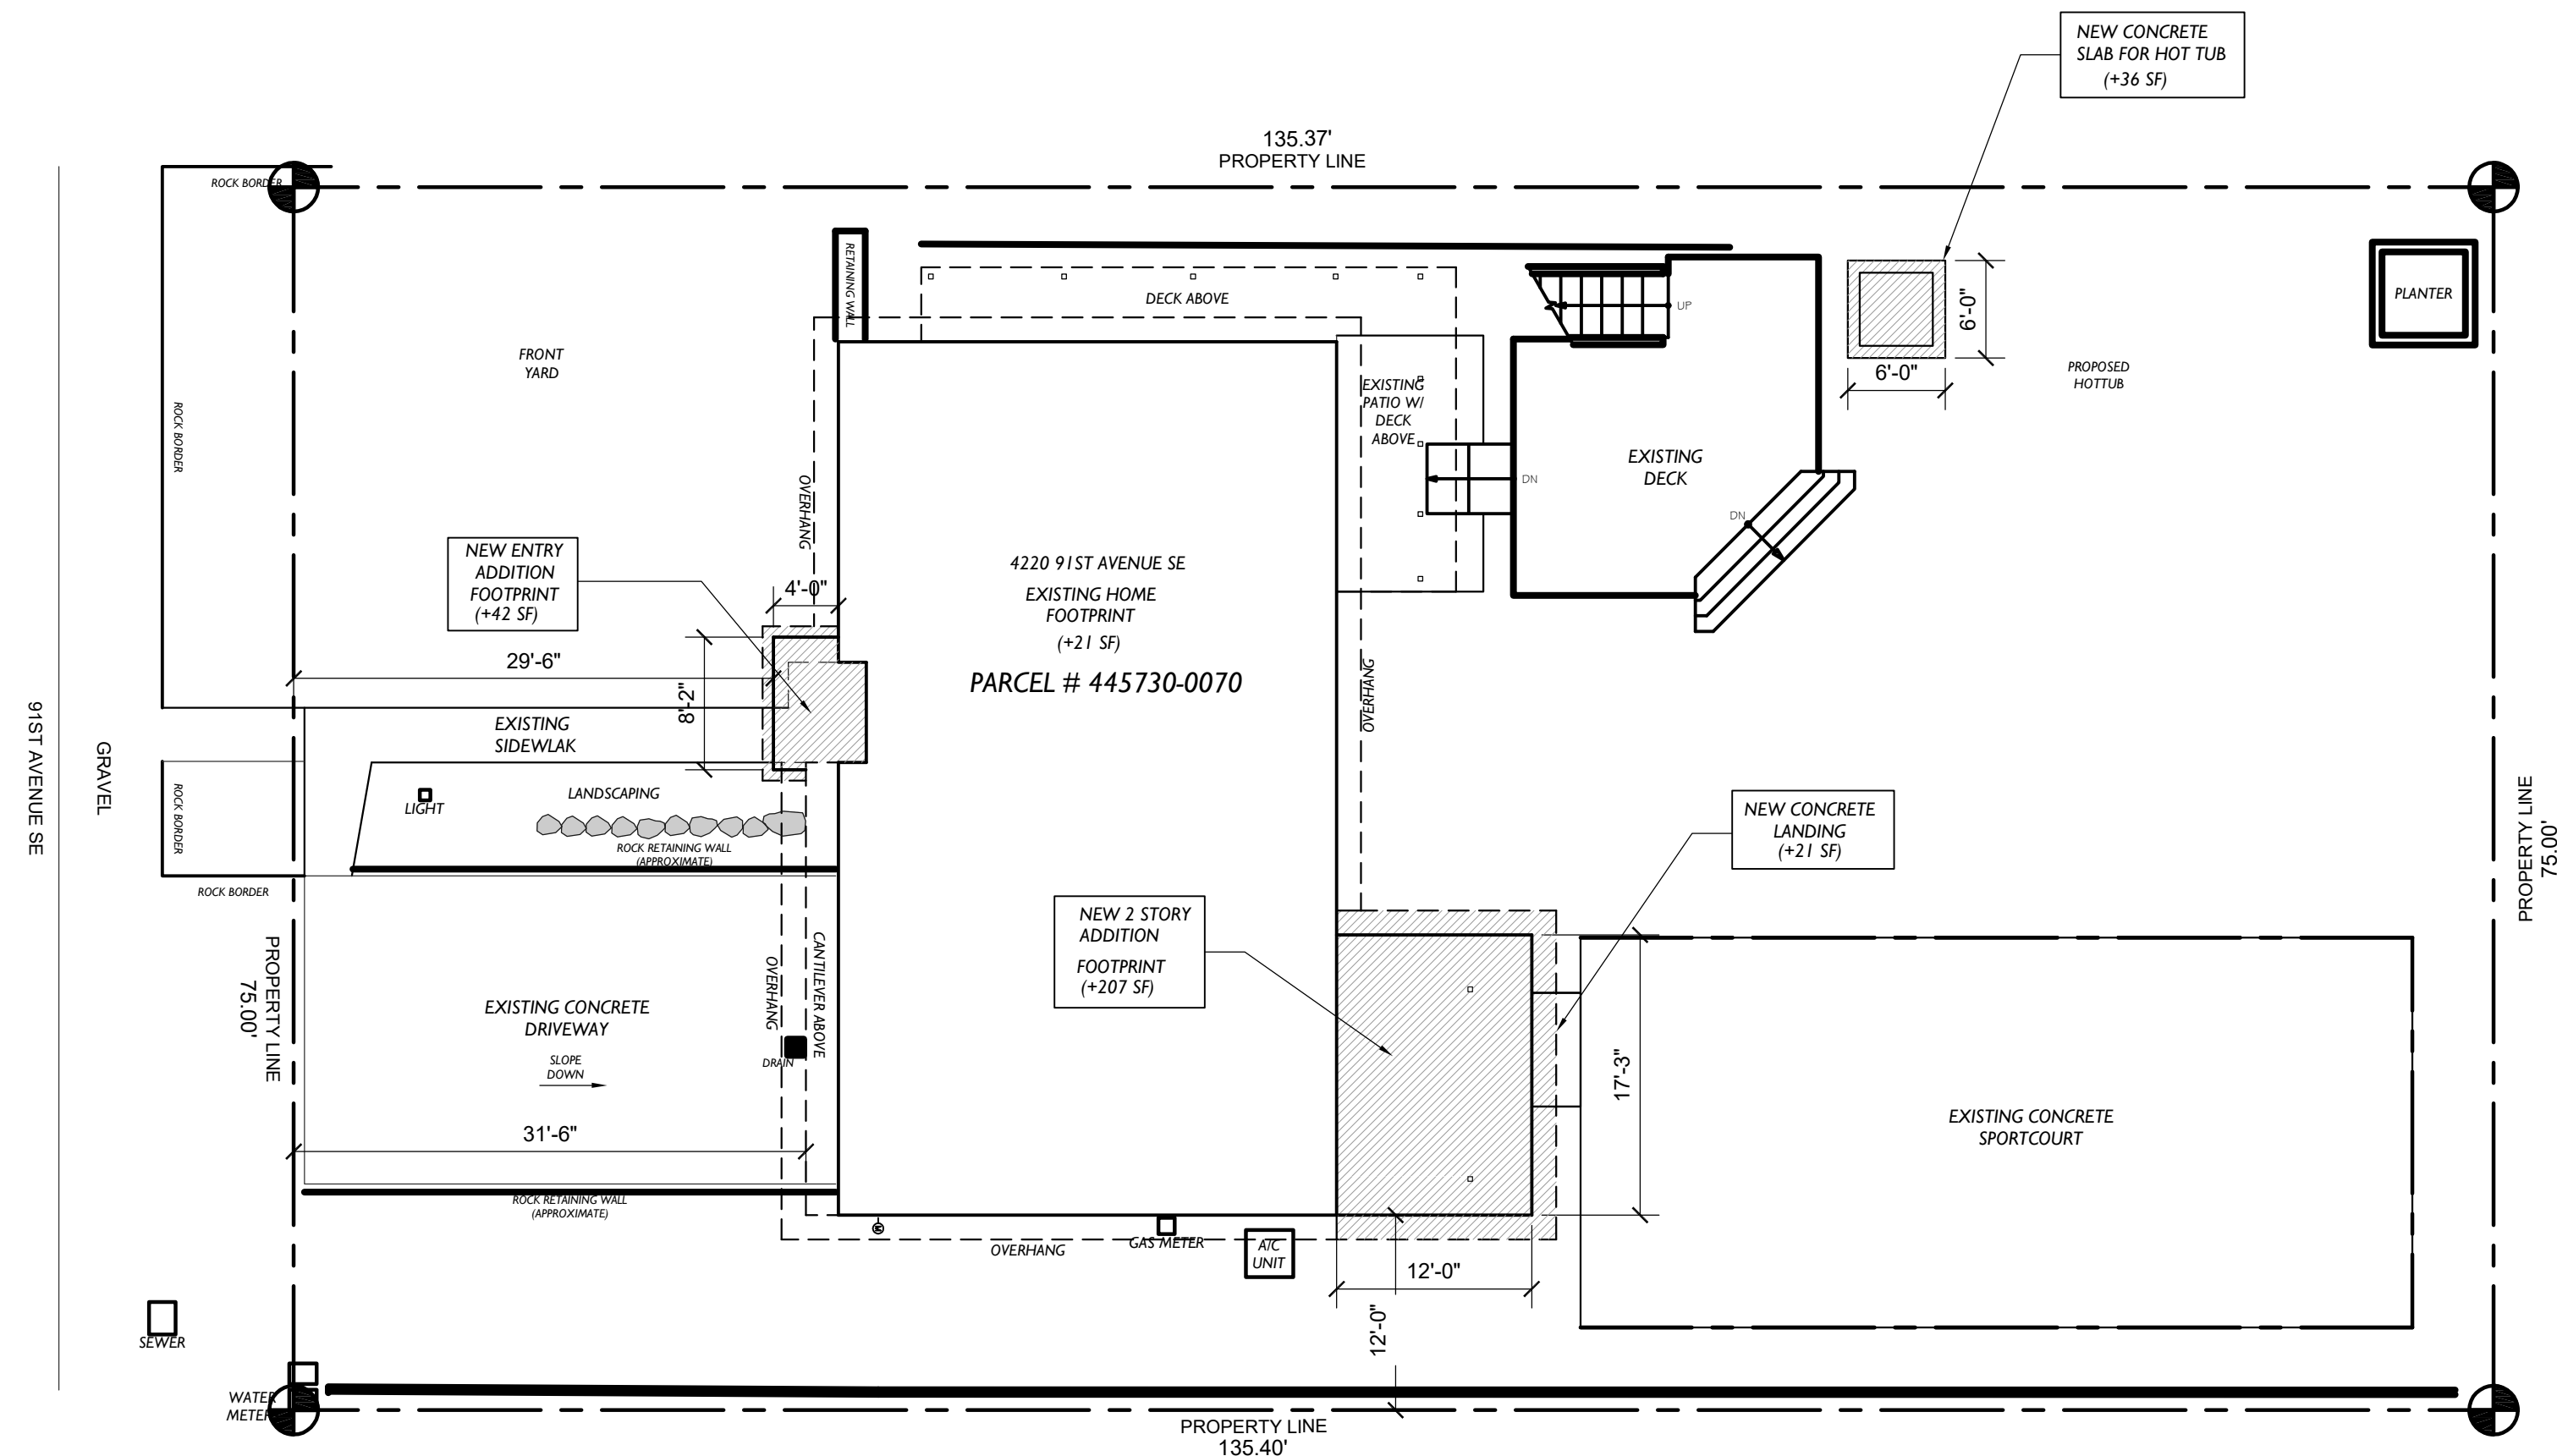 NEW CONCRETE
SLAB FOR HOT TUB
(+36 SF)
135.37'
PROPERTY LINE
ROCK BORDER
RETAINING WALL
DECK ABOVE
UP
6'-0"
PLANTER
FRONT
YARD
PROPOSED
HOTTUB
6'-0"
ROCK BORDER
EXISTING
PATIO W/
DECK
ABOVE
EXISTING
DECK
DN
DN
OVERHANG
NEW ENTRY
ADDITION
FOOTPRINT
(+42 SF)
4'-0"
4220 91ST AVENUE SE
EXISTING HOME
FOOTPRINT
(+21 SF)
PARCEL # 445730-0070
29'-6"
8'-2"
OVERHANG
EXISTING
SIDEWLAK
91ST AVENUE SE
GRAVEL
ROCK BORDER
LIGHT
LANDSCAPING
ROCK RETAINING WALL
(APPROXIMATE)
ROCK BORDER
NEW CONCRETE
LANDING
(+21 SF)
PROPERTY LINE
75.00'
NEW 2 STORY
ADDITION
FOOTPRINT
(+207 SF)
PROPERTY LINE
75.00'
EXISTING CONCRETE
DRIVEWAY
SLOPE
DOWN
OVERHANG
CANTILEVER ABOVE
DRAIN
17'-3"
31'-6"
EXISTING CONCRETE
SPORTCOURT
ROCK RETAINING WALL
(APPROXIMATE)
M
OVERHANG
GAS METER
A/C
UNIT
12'-0"
12'-0"
SEWER
WATER
METER
PROPERTY LINE
135.40'